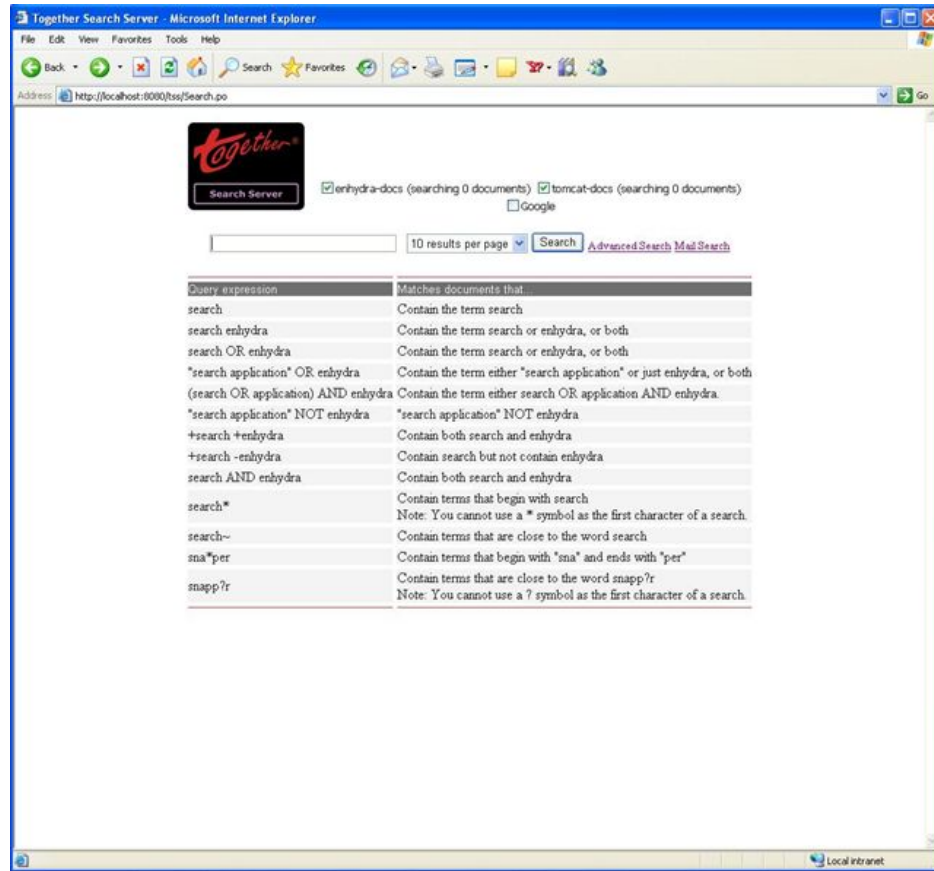 Together Search Server - Microsoft Internet Explorer
File Edit View Favorites Tools Help
Back Search Favorites
Address http://localhost:8080/tss/Search.po Go
together®
Search Server
enhydra-docs (searching 0 documents) tomcat-docs (searching 0 documents)
Google
10 results per page Search Advanced Search Mail Search
Query expression Matches documents that...
search Contain the term search
search enhydra Contain the term search or enhydra, or both
search OR enhydra Contain the term search or enhydra, or both
"search application" OR enhydra Contain the term either "search application" or just enhydra, or both
(search OR application) AND enhydra Contain the term either search OR application AND enhydra.
"search application" NOT enhydra "search application" NOT enhydra
+search +enhydra Contain both search and enhydra
+search -enhydra Contain search but not contain enhydra
search AND enhydra Contain both search and enhydra
search* Contain terms that begin with search
Note: You cannot use a * symbol as the first character of a search.
search~ Contain terms that are close to the word search
sna*per Contain terms that begin with "sna" and ends with "per"
snapp?r Contain terms that are close to the word snapp?r
Note: You cannot use a ? symbol as the first character of a search.
Local intranet